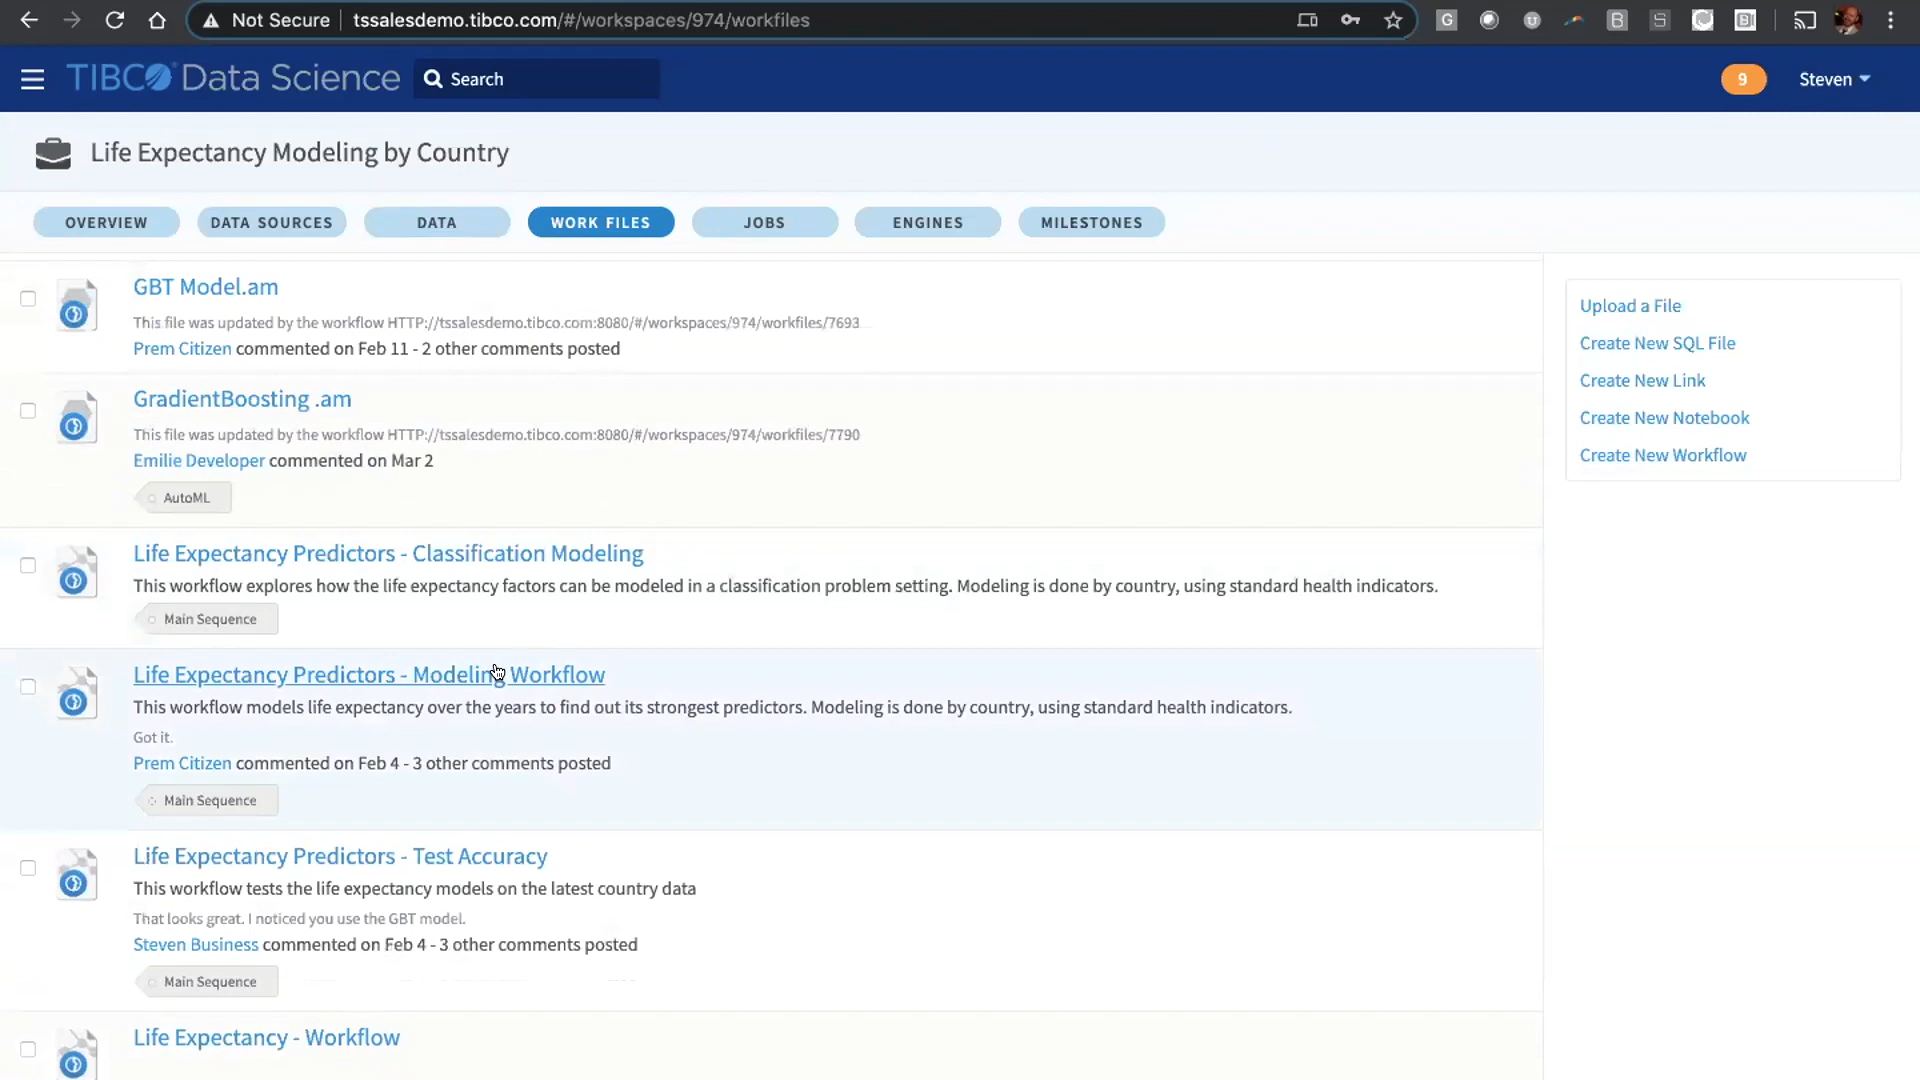 Not Secure
tssalesdemo.tibco.com/#/workspaces/974/workfiles
TIBCO Data Science
Search
9
Steven
Life Expectancy Modeling by Country
OVERVIEW
DATA SOURCES
DATA
WORK FILES
JOBS
ENGINES
MILESTONES
GBT Model.am
This file was updated by the workflow HTTP://tssalesdemo.tibco.com:8080/#/workspaces/974/workfiles/7693
Prem Citizen commented on Feb 11 - 2 other comments posted
GradientBoosting .am
This file was updated by the workflow HTTP://tssalesdemo.tibco.com:8080/#/workspaces/974/workfiles/7790
Emilie Developer commented on Mar 2
AutoML
Life Expectancy Predictors - Classification Modeling
This workflow explores how the life expectancy factors can be modeled in a classification problem setting. Modeling is done by country, using standard health indicators.
Main Sequence
Life Expectancy Predictors - Modeling Workflow
This workflow models life expectancy over the years to find out its strongest predictors. Modeling is done by country, using standard health indicators.
Got it.
Prem Citizen commented on Feb 4 - 3 other comments posted
Main Sequence
Life Expectancy Predictors - Test Accuracy
This workflow tests the life expectancy models on the latest country data
That looks great. I noticed you use the GBT model.
Steven Business commented on Feb 4 - 3 other comments posted
Main Sequence
Life Expectancy - Workflow
Upload a File
Create New SQL File
Create New Link
Create New Notebook
Create New Workflow